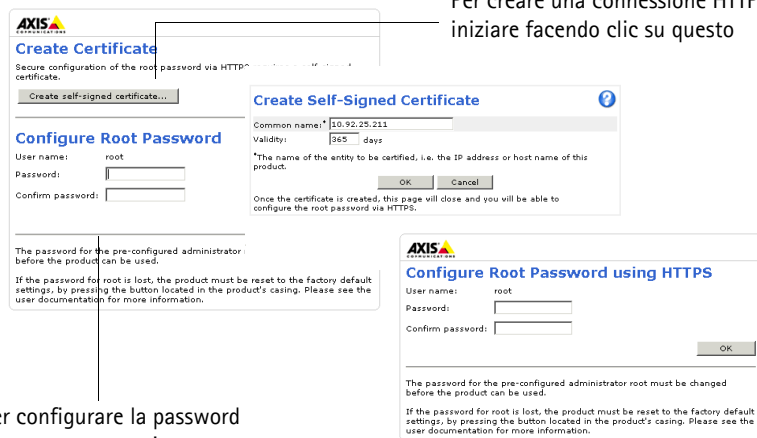 Per creare una connessione HTTP
iniziare facendo clic su questo
AXIS
COMMUNICATIONS
Create Certificate
Secure configuration of the root password via
certificate.
Create self-signed certificate...
Configure Root Password
User name: root
Password:
Confirm password:
The password for the pre-configured administrator
before the product can be used.
If the password for root is lost, the product must be reset to the factory default
settings, by pressing the button located in the product's casing. Please see the
user documentation for more information.
Create Self-Signed Certificate
Common name:* 10.92.25.211
Validity: 365 days
*The name of the entity to be certified, i.e. the IP address or host name of this
product.
OK Cancel
Once the certificate is created, this page will close and you will be able to
configure the root password via HTTPS.
AXIS
COMMUNICATIONS
Configure Root Password using HTTPS
User name: root
Password:
Confirm password:
OK
The password for the pre-configured administrator root must be changed
before the product can be used.
If the password for root is lost, the product must be reset to the factory default
settings, by pressing the button located in the product's casing. Please see the
user documentation for more information.
er configurare la password